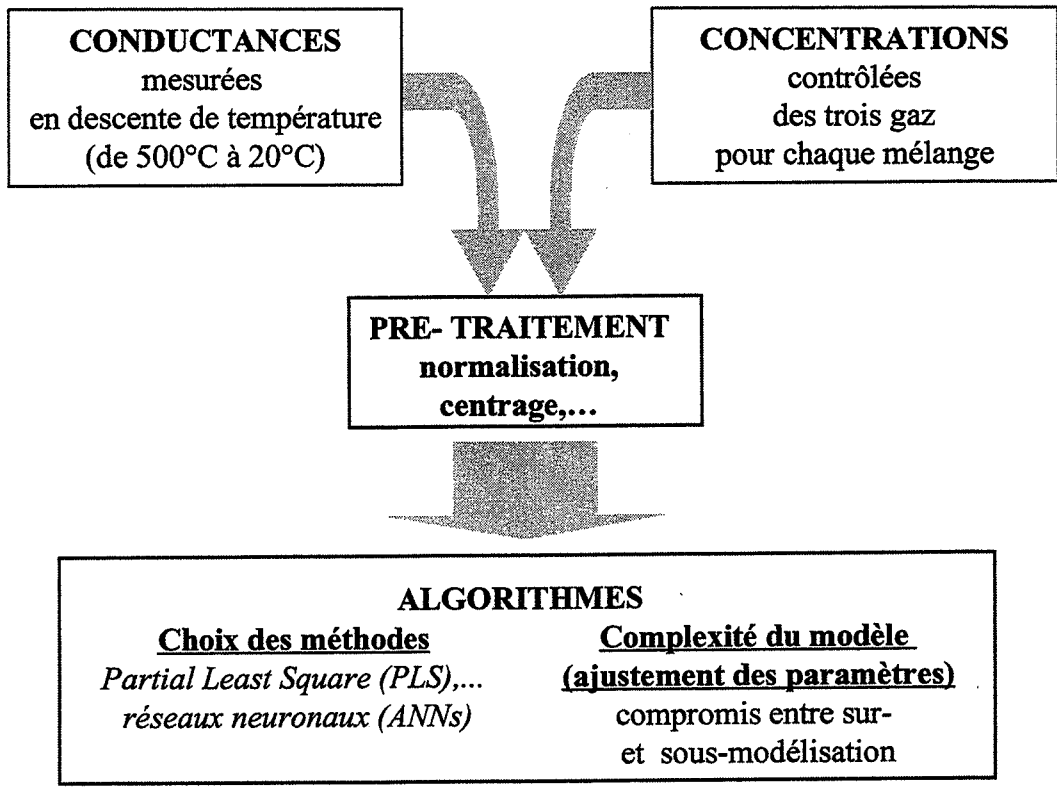 CONDUCTANCES
mesurées
en descente de température
(de 500°C à 20°C)
CONCENTRATIONS
contrôlées
des trois gaz
pour chaque mélange
PRE- TRAITEMENT
normalisation,
centrage,...
ALGORITHMES
Choix des méthodes
Partial Least Square (PLS),...
réseaux neuronaux (ANNs)
Complexité du modèle
(ajustement des paramètres)
compromis entre sur-
et sous-modélisation